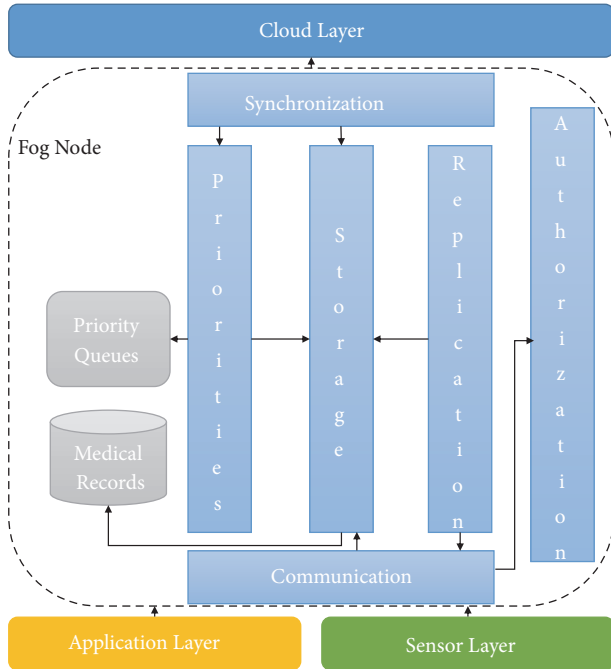 Cloud Layer
Synchronization
Fog Node
Priorities
Storage
Replication
Authorization
Priority
Queues
Medical
Records
Communication
Application Layer
Sensor Layer